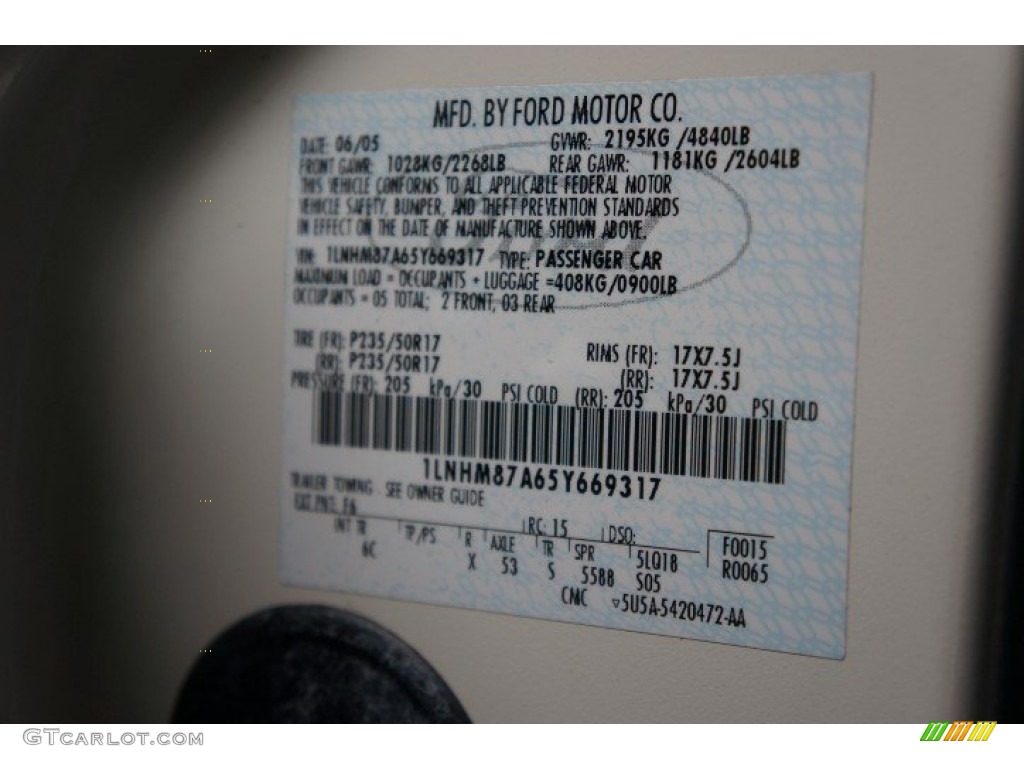 MFD. BY FORD MOTOR CO.
DATE: 06/05 GVWR: 2195KG /4840LB
FRONT GAWR: 1028KG/2268LB REAR GAWR: 1181KG /2604LB
THIS VEHICLE CONFORMS TO ALL APPLICABLE FEDERAL MOTOR
VEHICLE SAFETY, BUMPER, AND THEFT PREVENTION STANDARDS
IN EFFECT ON THE DATE OF MANUFACTURE SHOWN ABOVE.
VIN: 1LNHM87A65Y669317 TYPE: PASSENGER CAR
MAXIMUM LOAD = OCCUPANTS + LUGGAGE =408KG/0900LB
OCCUPANTS = 05 TOTAL; 2 FRONT, 03 REAR
TIRE (FR): P235/50R17 RIMS (FR): 17X7.5J
(RR): P235/50R17 (RR): 17X7.5J
PRESSURE (FR): 205 kPa/30 PSI COLD (RR): 205 kPa/30 PSI COLD
1LNHM87A65Y669317
TRAILER TOWING - SEE OWNER GUIDE
EXT PNT: F6 RC: 15 DSO:
INT TR TP/PS R AXLE TR SPR 5LQ18 F0015
6C X 53 S 5588 S05 R0065
CMC ▽5U5A-5420472-AA
GTCARLOT.COM